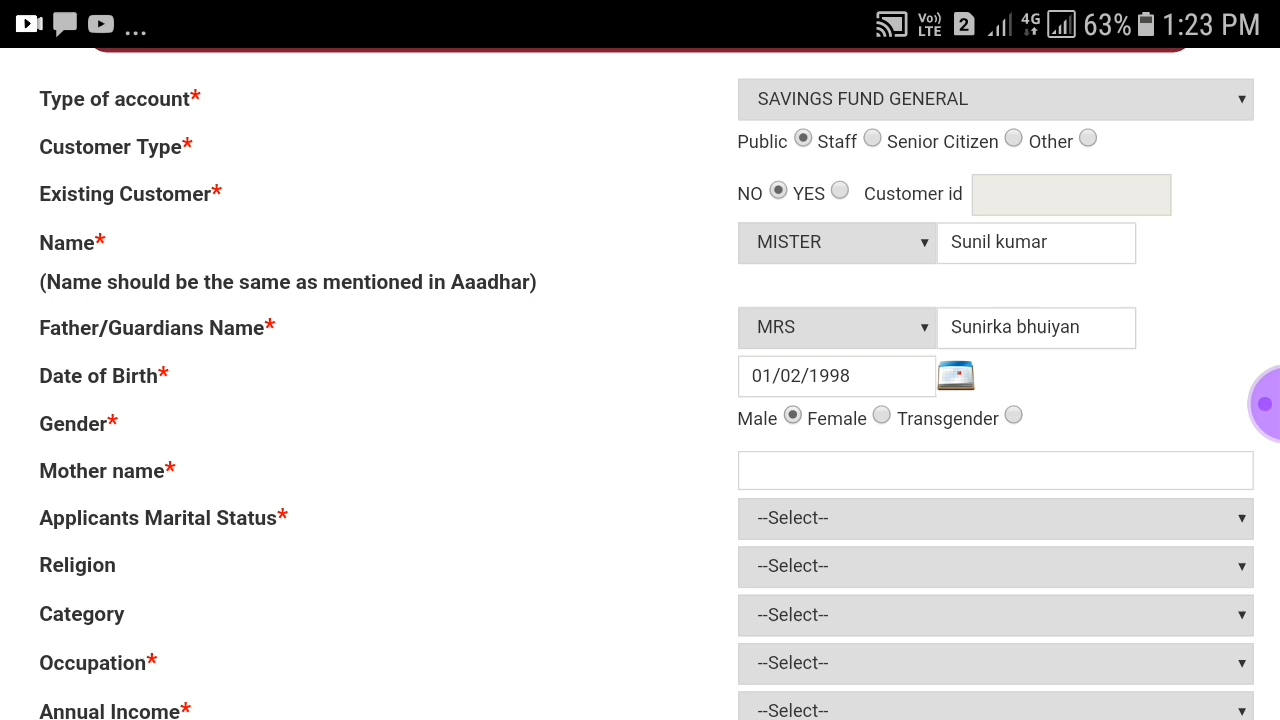 ... Vo)) LTE 2 4G 63% 1:23 PM
Type of account* SAVINGS FUND GENERAL
Customer Type* Public Staff Senior Citizen Other
Existing Customer* NO YES Customer id
Name* MISTER Sunil kumar
(Name should be the same as mentioned in Aaadhar)
Father/Guardians Name* MRS Sunirka bhuiyan
Date of Birth* 01/02/1998
Gender* Male Female Transgender
Mother name*
Applicants Marital Status* --Select--
Religion --Select--
Category --Select--
Occupation* --Select--
Annual Income* --Select--